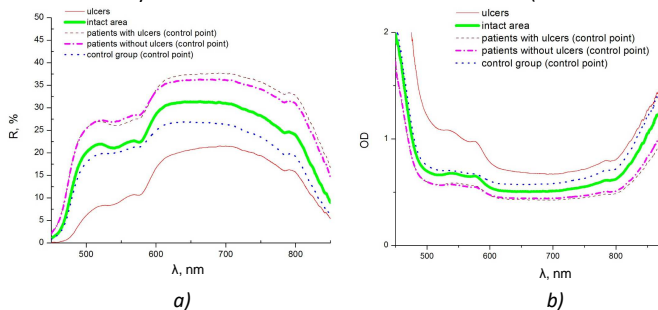 ulcers
intact area
patients with ulcers (control point)
patients without ulcers (control point)
control group (control point)
R, %
50
45
40
35
30
25
20
15
10
5
0
500
600
700
800
λ, nm
a)
ulcers
intact area
patients with ulcers (control point)
patients without ulcers (control point)
control group (control point)
OD
2
1
0
500
600
700
800
λ, nm
b)